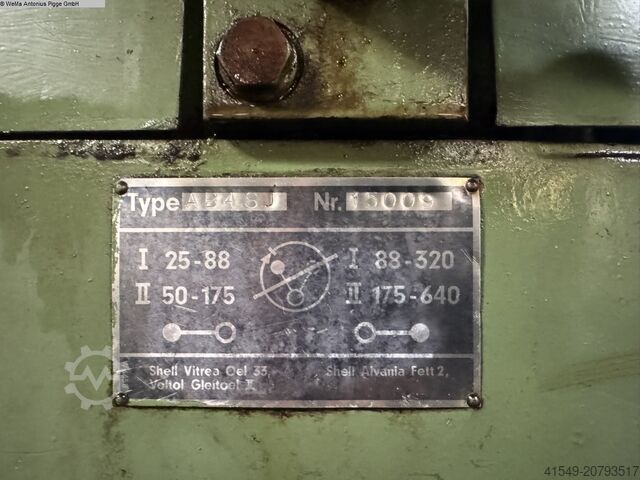 © WeMa Antonius Pigge GmbH
Type AB4SJ Nr. 15009
I 25-88 I 88-320
II 50-175 II 175-640
Shell Vitrea Oel 33, Shell Alvania Fett 2,
Voltol Gleitoel II
41549-20793517